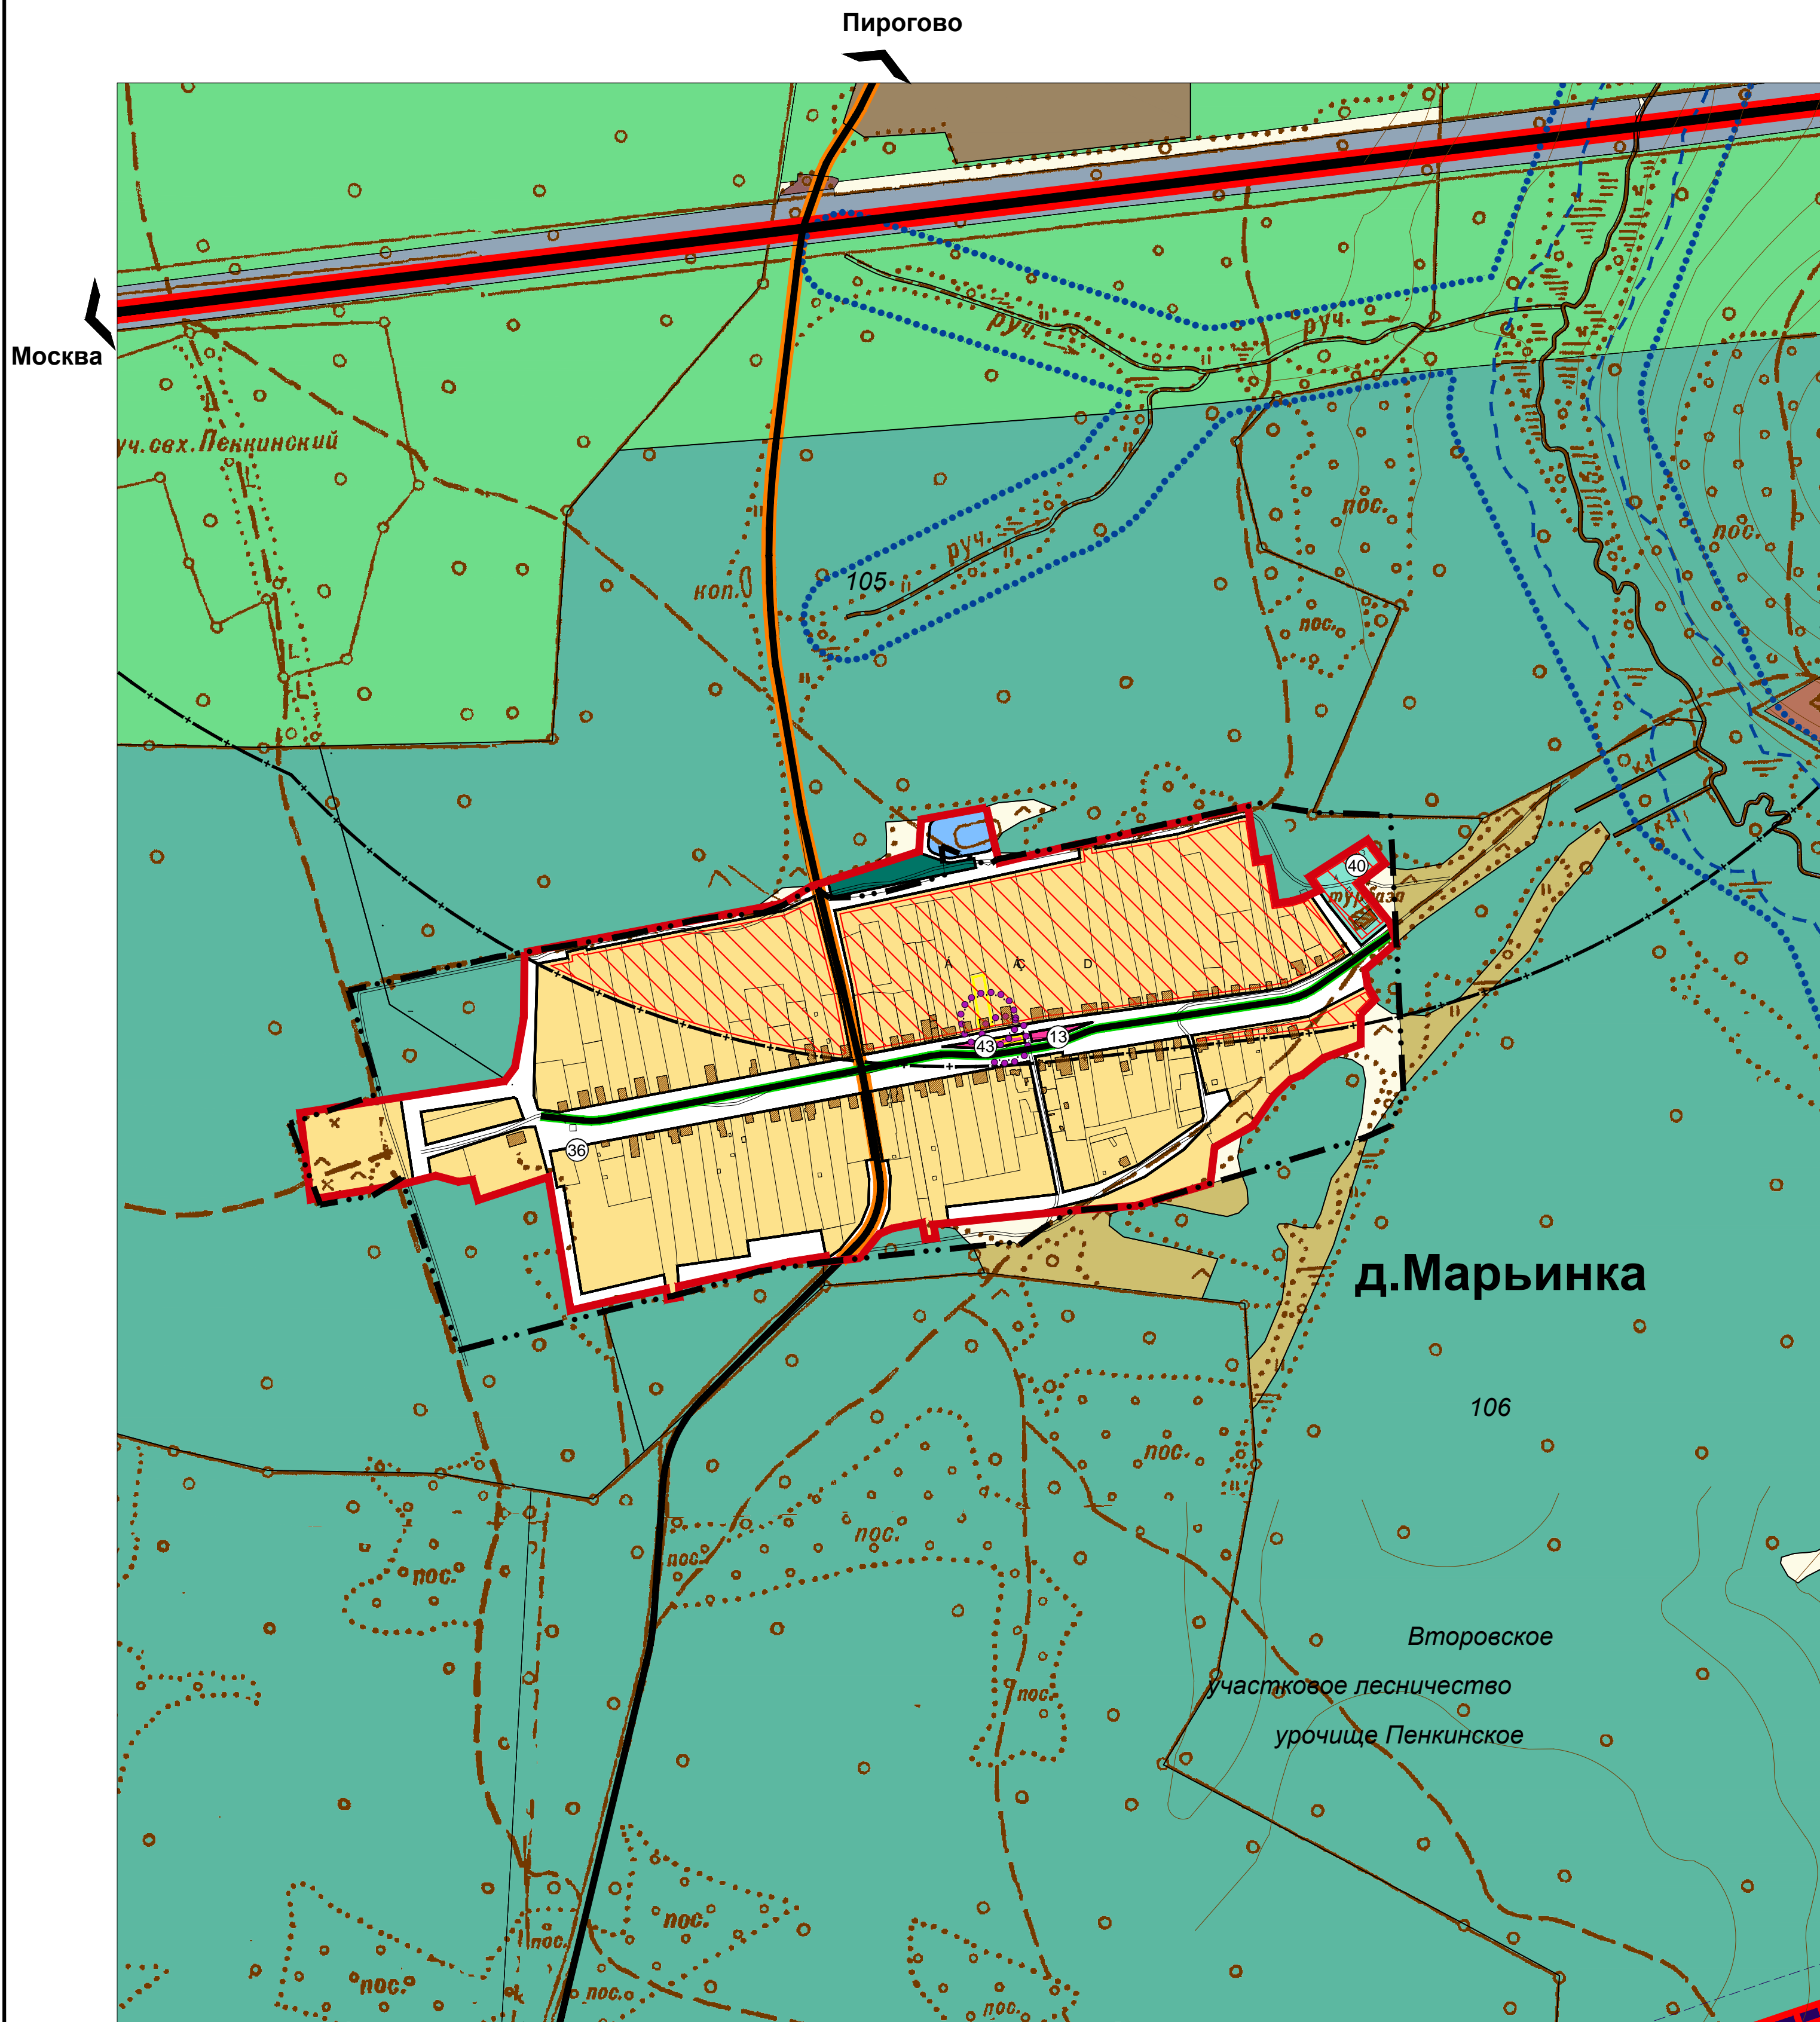 Пирогово
Москва
руч.
руч.
уч.свх.Пенкинский
пос.
пос.
руч.
105
коп.
пос.
40
турбаза
43
13
36
д.Марьинка
106
пос.
пос.
пос.
пос.
Второвское
участковое лесничество
пос.
урочище Пенкинское
пос.
пос.
пос.
пос.
пос.